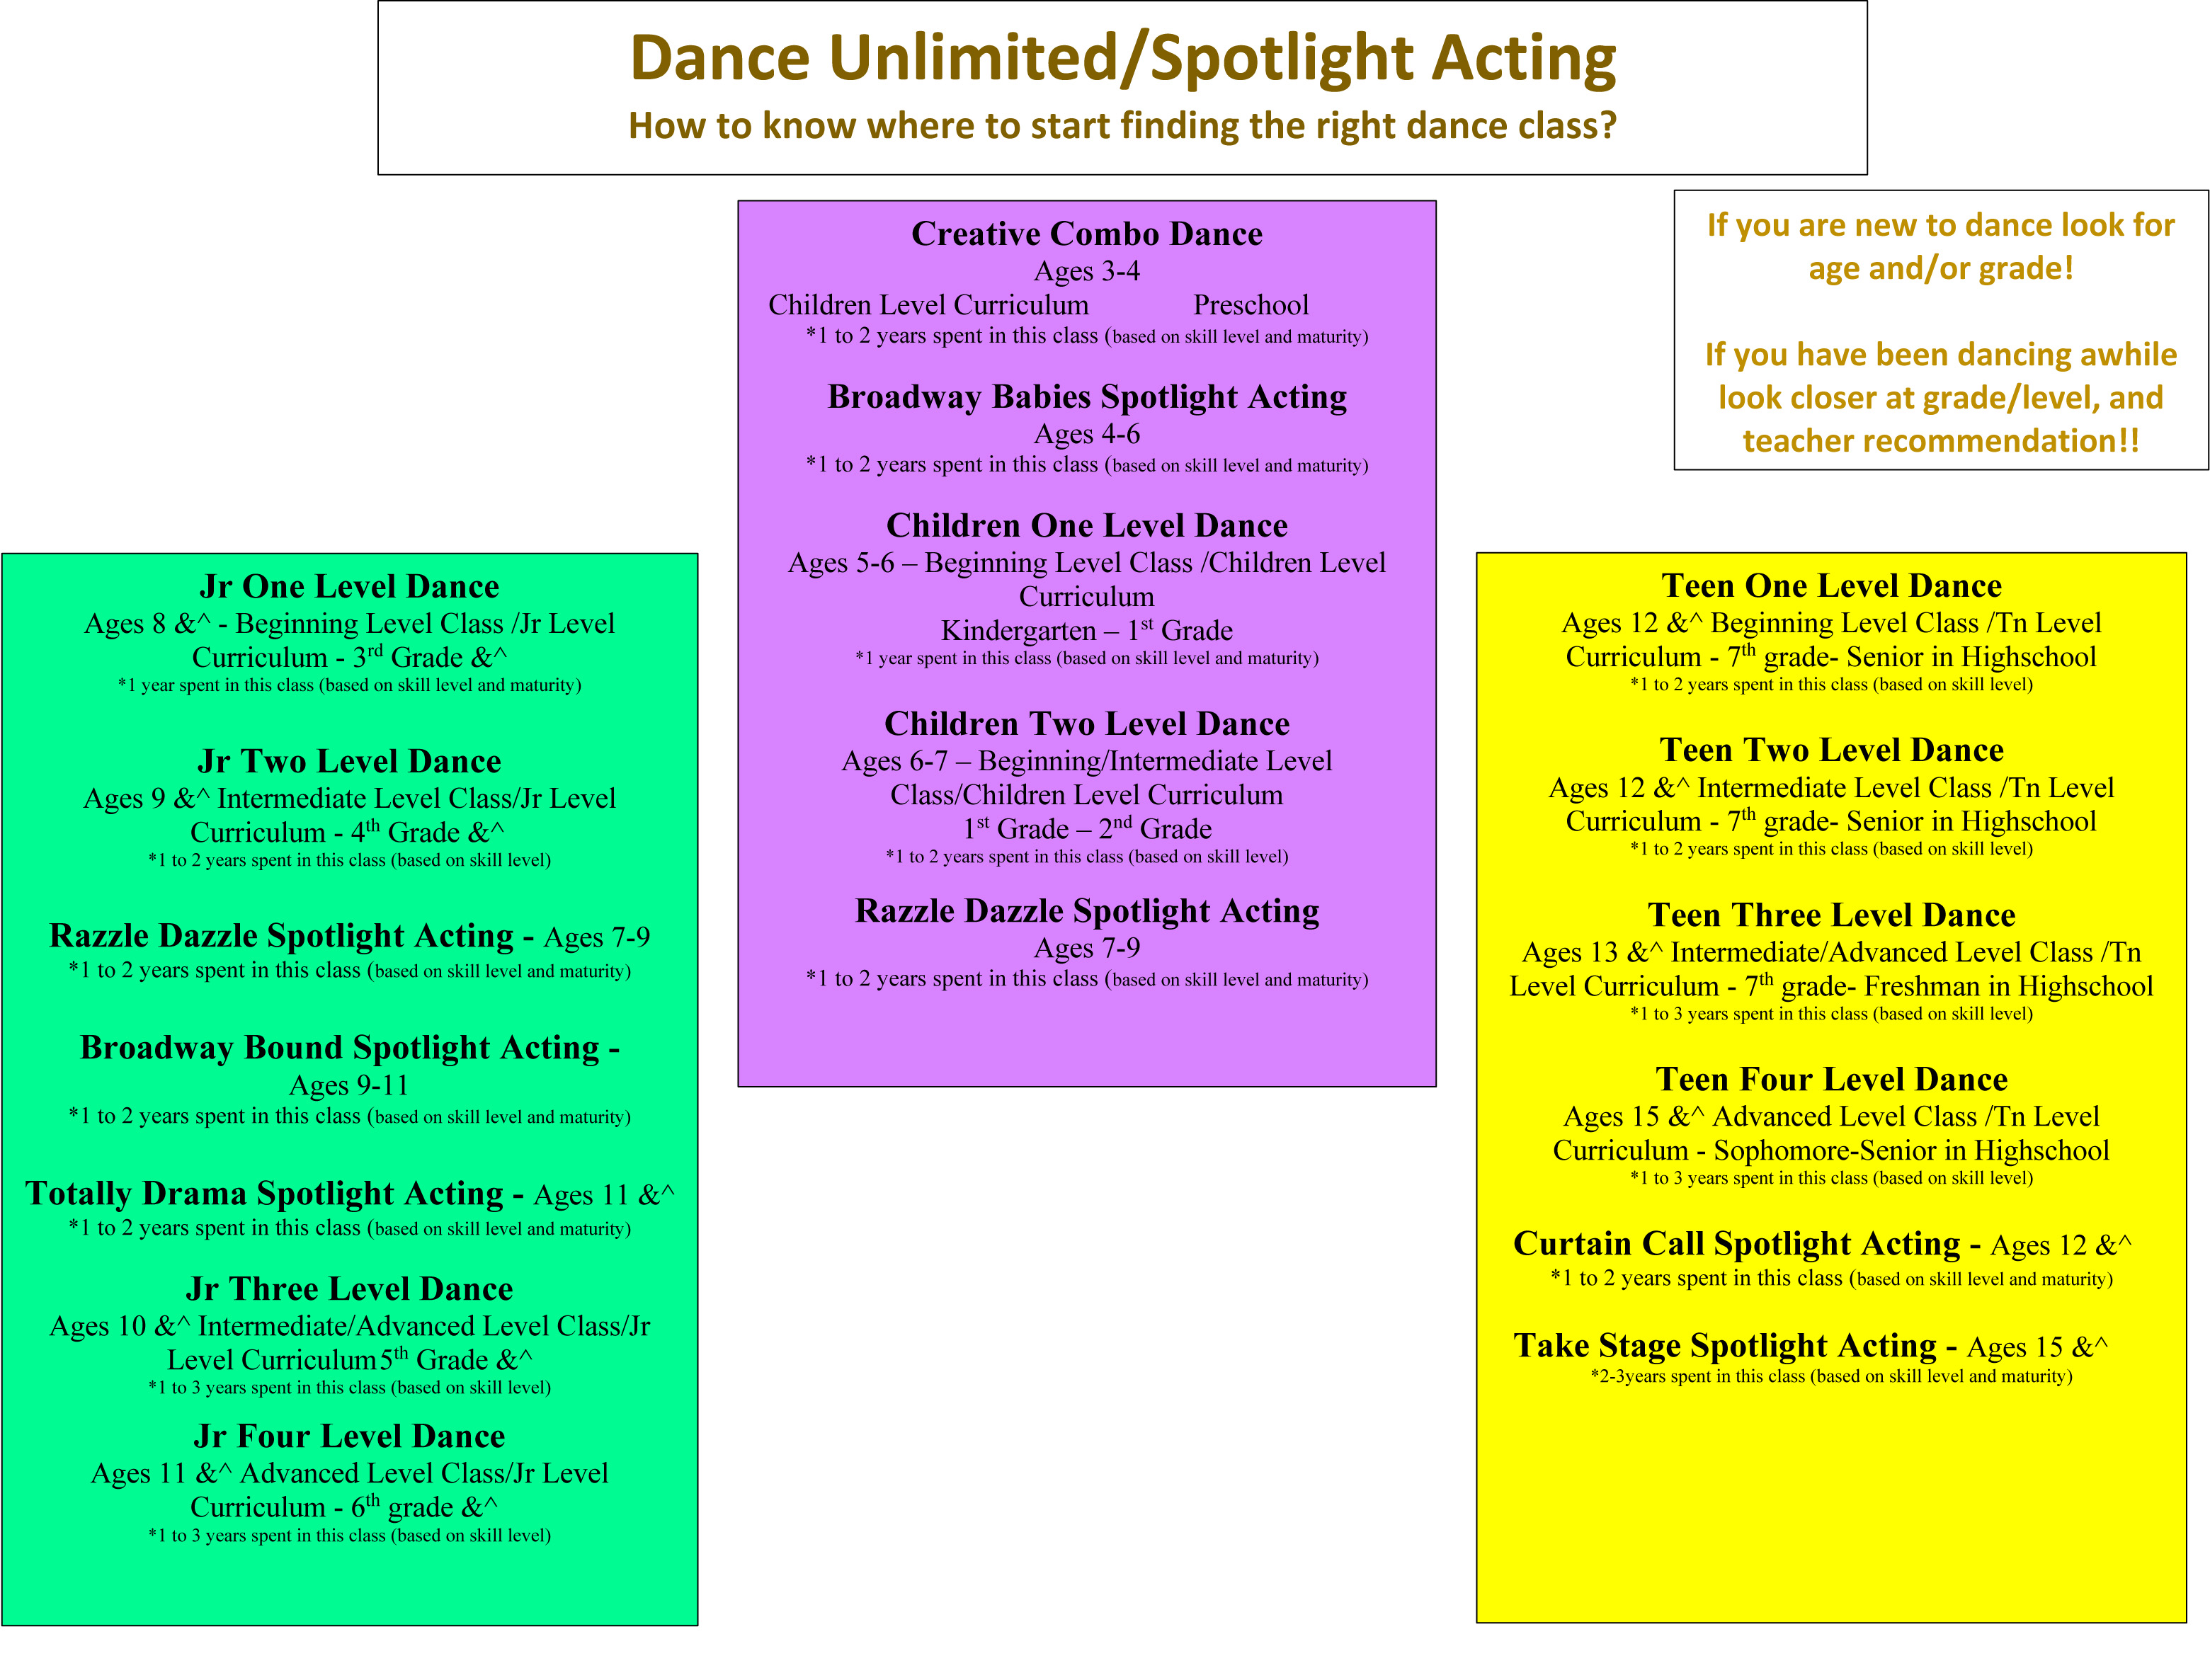 Dance Unlimited/Spotlight Acting
How to know where to start finding the right dance class?
If you are new to dance look for
age and/or grade!
If you have been dancing awhile
look closer at grade/level, and
teacher recommendation!!
Creative Combo Dance
Ages 3-4
Children Level Curriculum Preschool
*1 to 2 years spent in this class (based on skill level and maturity)
Broadway Babies Spotlight Acting
Ages 4-6
*1 to 2 years spent in this class (based on skill level and maturity)
Children One Level Dance
Ages 5-6 – Beginning Level Class /Children Level
Curriculum
Kindergarten – 1st Grade
*1 year spent in this class (based on skill level and maturity)
Children Two Level Dance
Ages 6-7 – Beginning/Intermediate Level
Class/Children Level Curriculum
1st Grade – 2nd Grade
*1 to 2 years spent in this class (based on skill level)
Razzle Dazzle Spotlight Acting
Ages 7-9
*1 to 2 years spent in this class (based on skill level and maturity)
Jr One Level Dance
Ages 8 &^ - Beginning Level Class /Jr Level
Curriculum - 3rd Grade &^
*1 year spent in this class (based on skill level and maturity)
Jr Two Level Dance
Ages 9 &^ Intermediate Level Class/Jr Level
Curriculum - 4th Grade &^
*1 to 2 years spent in this class (based on skill level)
Razzle Dazzle Spotlight Acting - Ages 7-9
*1 to 2 years spent in this class (based on skill level and maturity)
Broadway Bound Spotlight Acting -
Ages 9-11
*1 to 2 years spent in this class (based on skill level and maturity)
Totally Drama Spotlight Acting - Ages 11 &^
*1 to 2 years spent in this class (based on skill level and maturity)
Jr Three Level Dance
Ages 10 &^ Intermediate/Advanced Level Class/Jr
Level Curriculum5th Grade &^
*1 to 3 years spent in this class (based on skill level)
Jr Four Level Dance
Ages 11 &^ Advanced Level Class/Jr Level
Curriculum - 6th grade &^
*1 to 3 years spent in this class (based on skill level)
Teen One Level Dance
Ages 12 &^ Beginning Level Class /Tn Level
Curriculum - 7th grade- Senior in Highschool
*1 to 2 years spent in this class (based on skill level)
Teen Two Level Dance
Ages 12 &^ Intermediate Level Class /Tn Level
Curriculum - 7th grade- Senior in Highschool
*1 to 2 years spent in this class (based on skill level)
Teen Three Level Dance
Ages 13 &^ Intermediate/Advanced Level Class /Tn
Level Curriculum - 7th grade- Freshman in Highschool
*1 to 3 years spent in this class (based on skill level)
Teen Four Level Dance
Ages 15 &^ Advanced Level Class /Tn Level
Curriculum - Sophomore-Senior in Highschool
*1 to 3 years spent in this class (based on skill level)
Curtain Call Spotlight Acting - Ages 12 &^
*1 to 2 years spent in this class (based on skill level and maturity)
Take Stage Spotlight Acting - Ages 15 &^
*2-3years spent in this class (based on skill level and maturity)